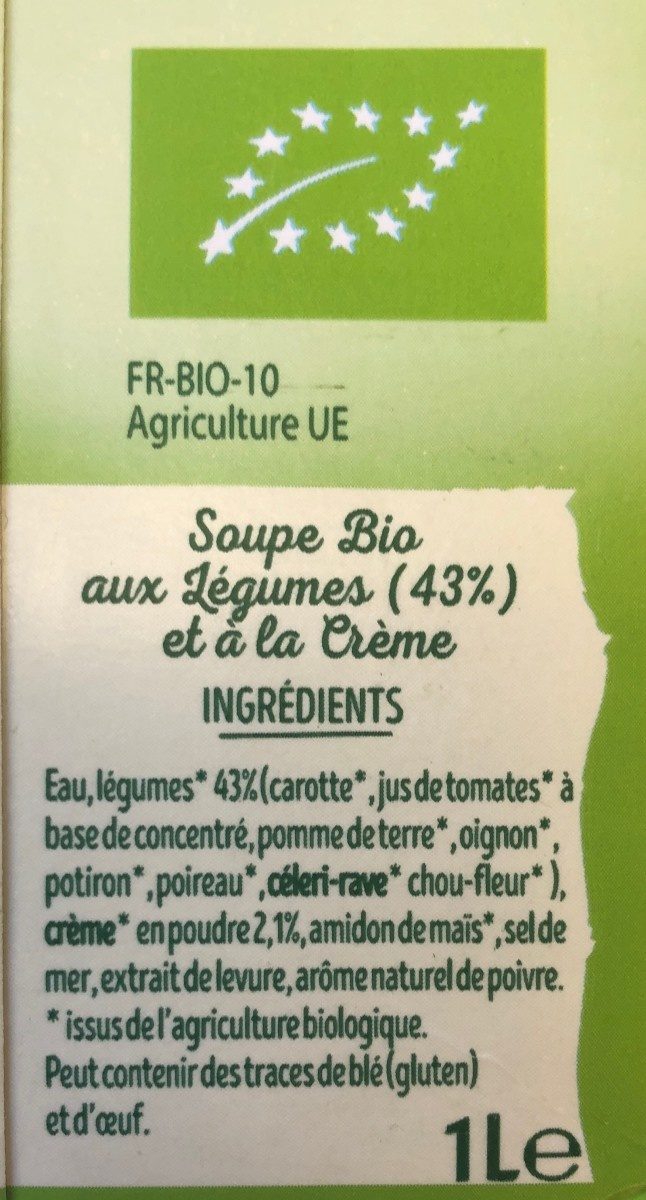 FR-BIO-10
Agriculture UE
Soupe Bio
aux Légumes (43%)
et à la Crème
INGRÉDIENTS
Eau, légumes* 43% (carotte*, jus de tomates* à
base de concentré, pomme de terre*, oignon*,
potiron*, poireau*, céleri-rave* chou-fleur*),
crème* en poudre 2,1%, amidon de maïs*, sel de
mer, extrait de levure, arôme naturel de poivre.
* issus de l'agriculture biologique.
Peut contenir des traces de blé (gluten)
et d'œuf.
1L e